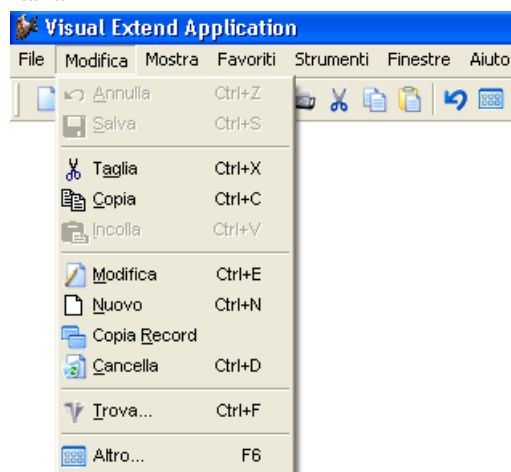 Visual Extend Application
File Modifica Mostra Favoriti Strumenti Finestre Aiuto
Annulla Ctrl+Z
Salva Ctrl+S
Taglia Ctrl+X
Copia Ctrl+C
Incolla Ctrl+V
Modifica Ctrl+E
Nuovo Ctrl+N
Copia Record
Cancella Ctrl+D
Trova... Ctrl+F
Altro... F6